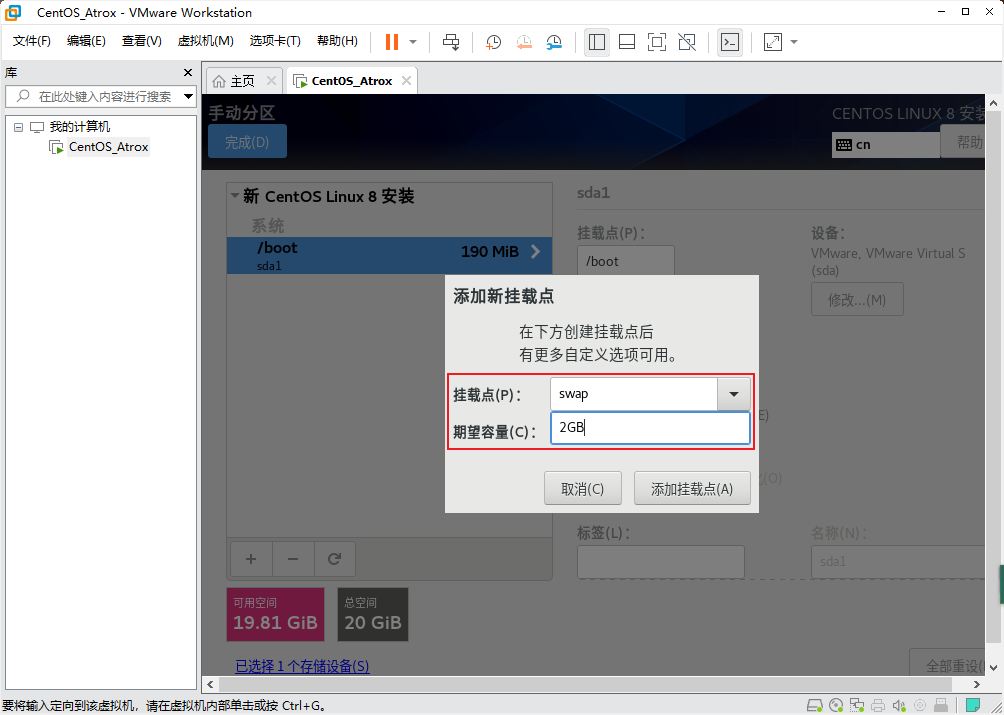 CentOS_Atrox - VMware Workstation
文件(F) 编辑(E) 查看(V) 虚拟机(M) 选项卡(T) 帮助(H)
库
在此处键入内容进行搜索
我的计算机
CentOS_Atrox
主页 CentOS_Atrox
手动分区
完成(D)
CENTOS LINUX 8 安装
cn
帮助
新 CentOS Linux 8 安装
系统
/boot 190 MiB
sda1
sda1
挂载点(P):
/boot
设备:
VMware, VMware Virtual S
(sda)
修改...(M)
添加新挂载点
在下方创建挂载点后
有更多自定义选项可用。
挂载点(P): swap
期望容量(C): 2GB
取消(C) 添加挂载点(A)
E)
(O)
标签(L):
名称(N):
sda1
可用空间
19.81 GiB
总空间
20 GiB
已选择 1 个存储设备(S)
全部重设(
要将输入定向到该虚拟机，请在虚拟机内部单击或按 Ctrl+G。